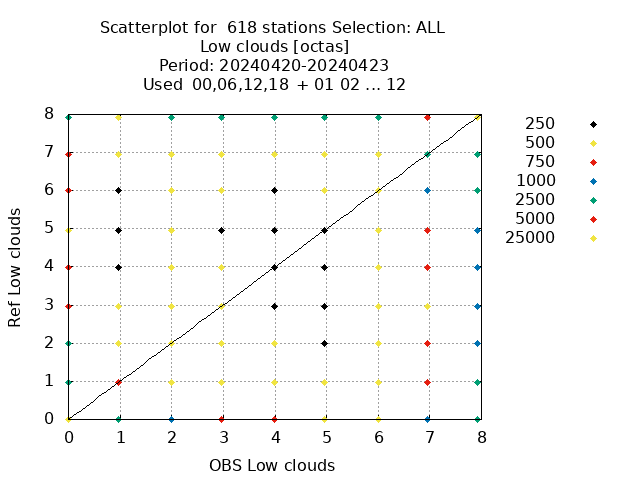 Scatterplot for  618 stations Selection: ALL
Low clouds [octas]
Period: 20240420-20240423
Used  00,06,12,18  + 01 02 ... 12
8
7
6
5
4
3
2
1
0
Ref Low clouds
0 1 2 3 4 5 6 7 8
OBS Low clouds
250
500
750
1000
2500
5000
25000